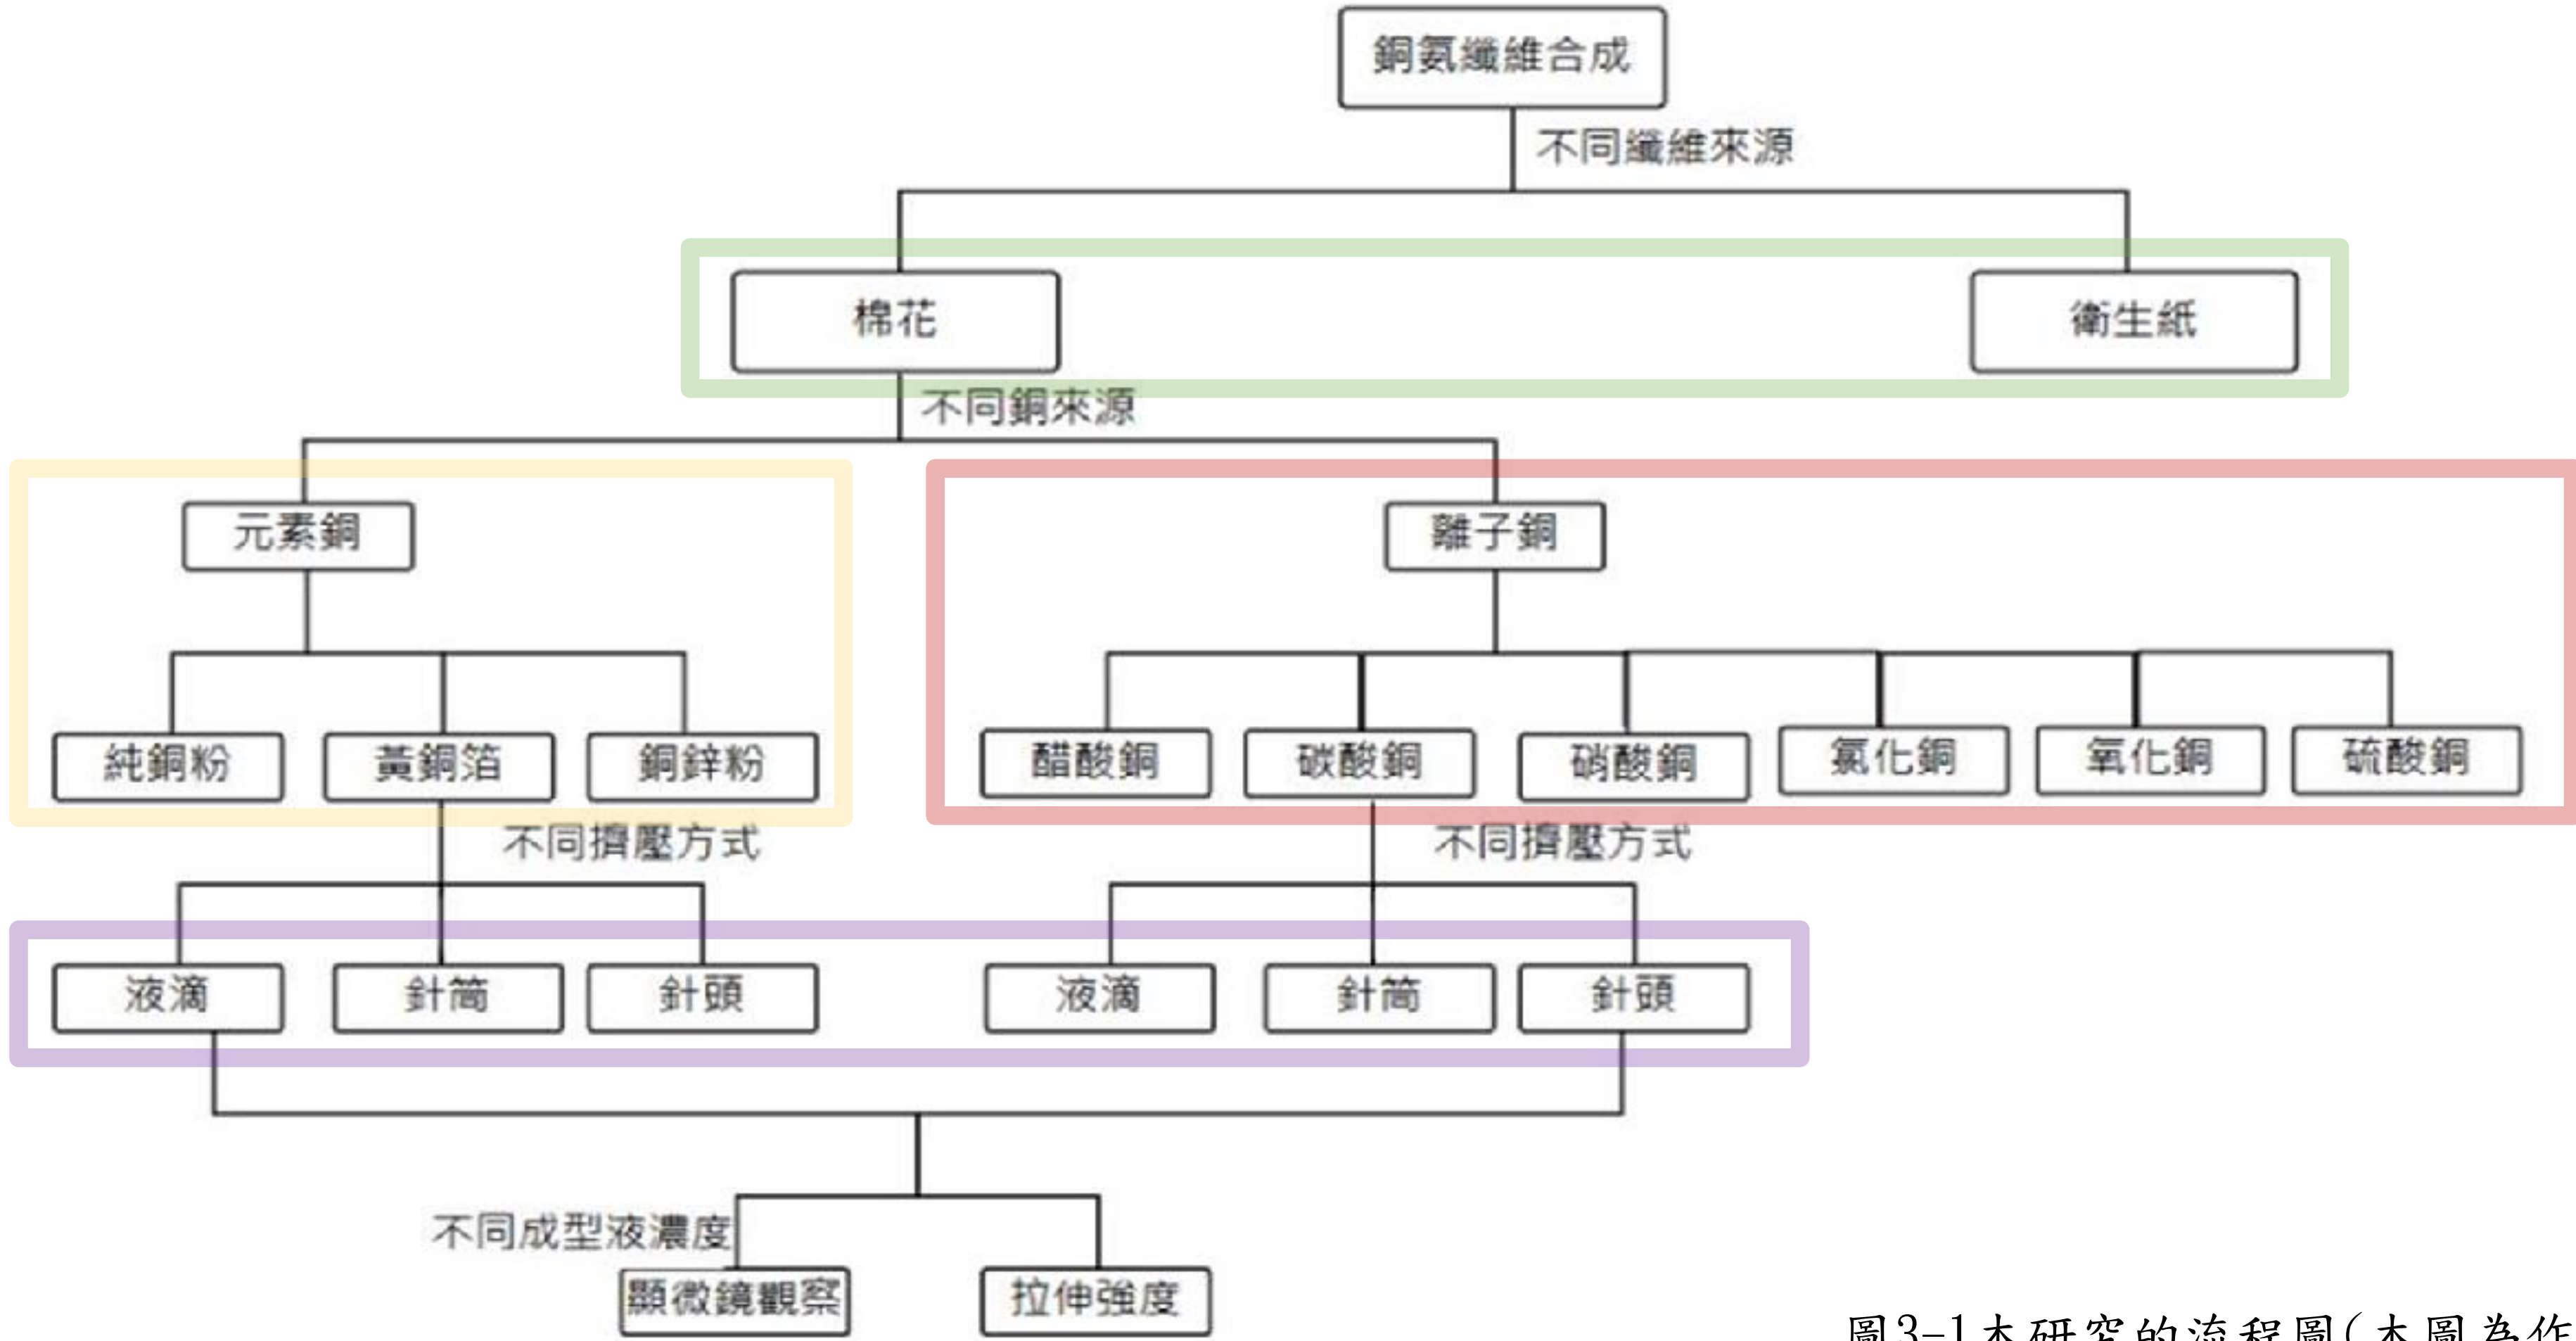 銅氨纖維合成
不同纖維來源
棉花
衛生紙
不同銅來源
元素銅
離子銅
純銅粉
黃銅箔
銅鋅粉
醋酸銅
碳酸銅
硝酸銅
氯化銅
氧化銅
硫酸銅
不同擠壓方式
不同擠壓方式
液滴
針筒
針頭
液滴
針筒
針頭
不同成型液濃度
顯微鏡觀察
拉伸強度
圖3-1本研究的流程圖(本圖為作